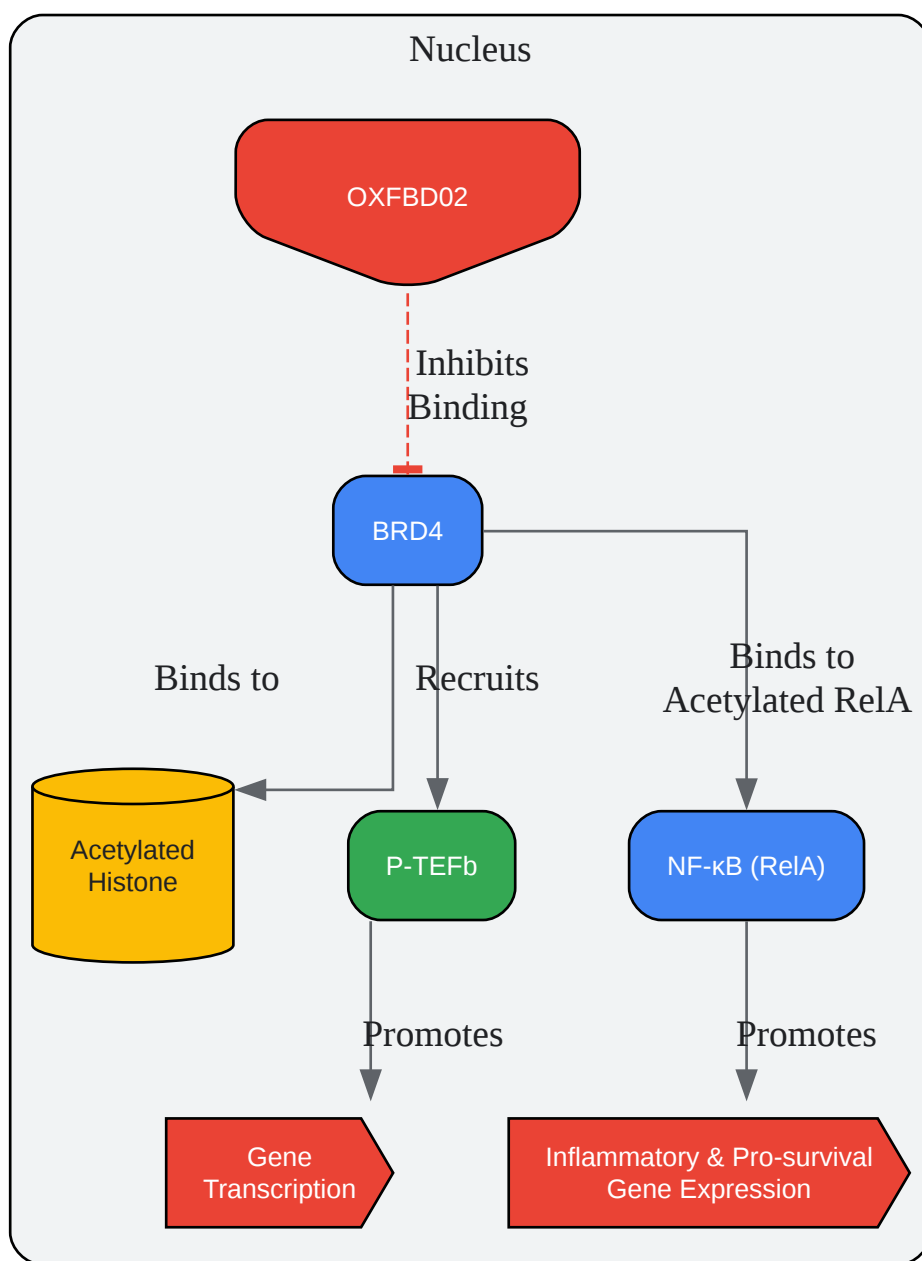 Nucleus
OXFBD02
Inhibits
Binding
BRD4
Binds to
Recruits
Binds to
Acetylated RelA
Acetylated
Histone
P-TEFb
NF-κB (RelA)
Promotes
Promotes
Gene
Transcription
Inflammatory & Pro-survival
Gene Expression